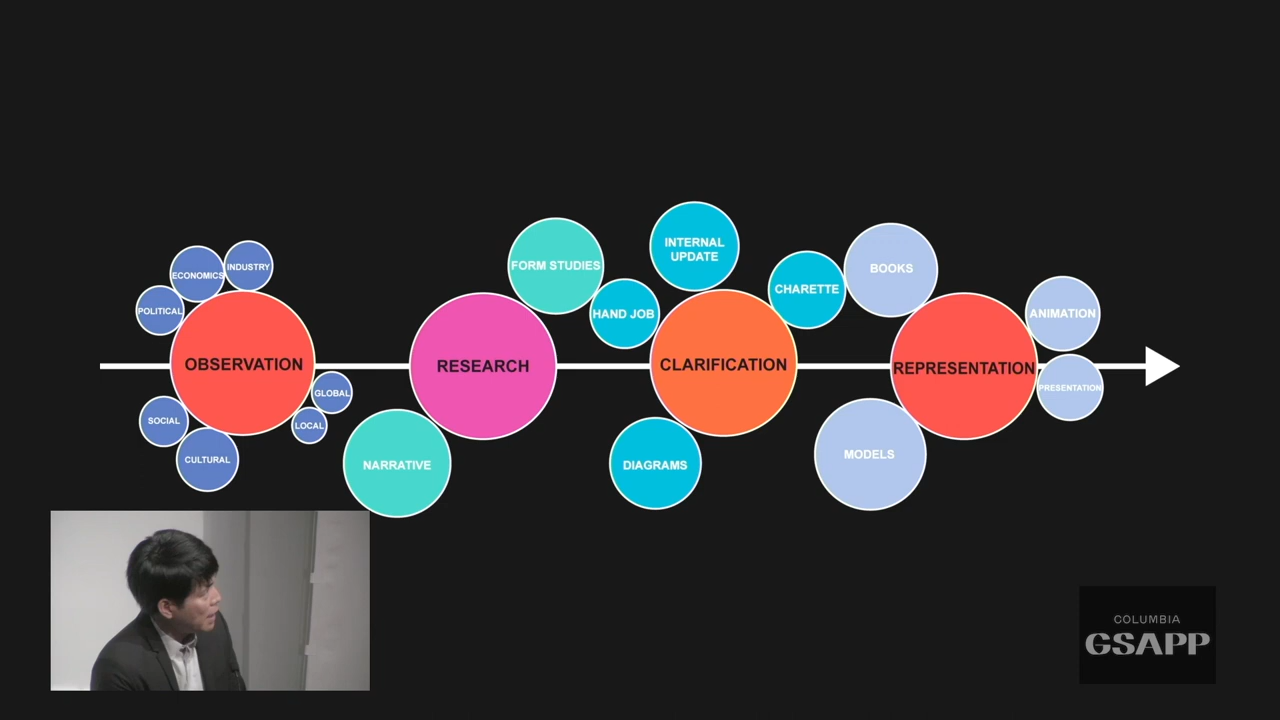 ECONOMICS
INDUSTRY
POLITICAL
OBSERVATION
GLOBAL
LOCAL
SOCIAL
CULTURAL
RESEARCH
NARRATIVE
FORM STUDIES
HAND JOB
INTERNAL
UPDATE
CLARIFICATION
CHARETTE
DIAGRAMS
BOOKS
REPRESENTATION
MODELS
ANIMATION
PRESENTATION
COLUMBIA
GSAPP